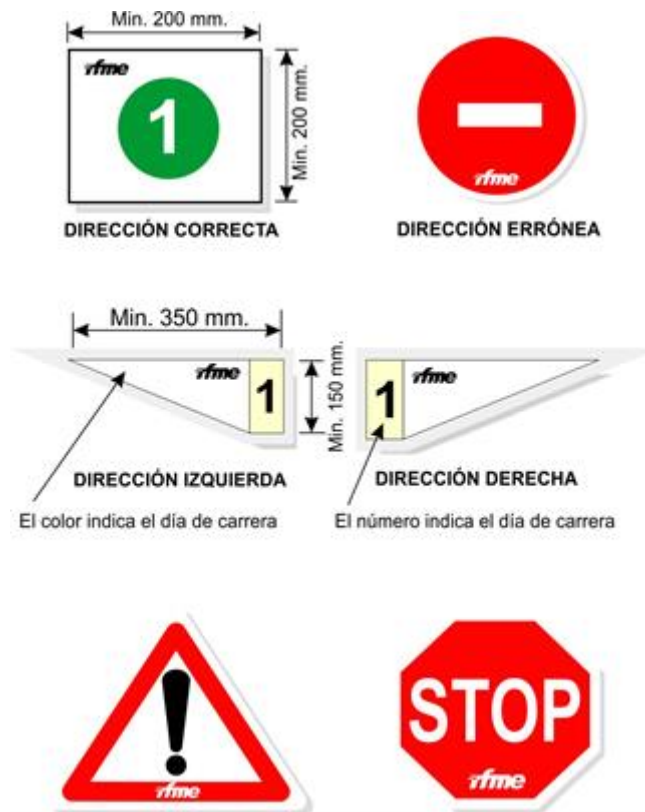 Min. 200 mm.
rfme
1
Min. 200 mm.
rfme
DIRECCIÓN CORRECTA
DIRECCIÓN ERRÓNEA
Min. 350 mm.
rfme
1
Min. 150 mm.
1
rfme
DIRECCIÓN IZQUIERDA
DIRECCIÓN DERECHA
El color indica el día de carrera
El número indica el día de carrera
!
rfme
STOP
rfme